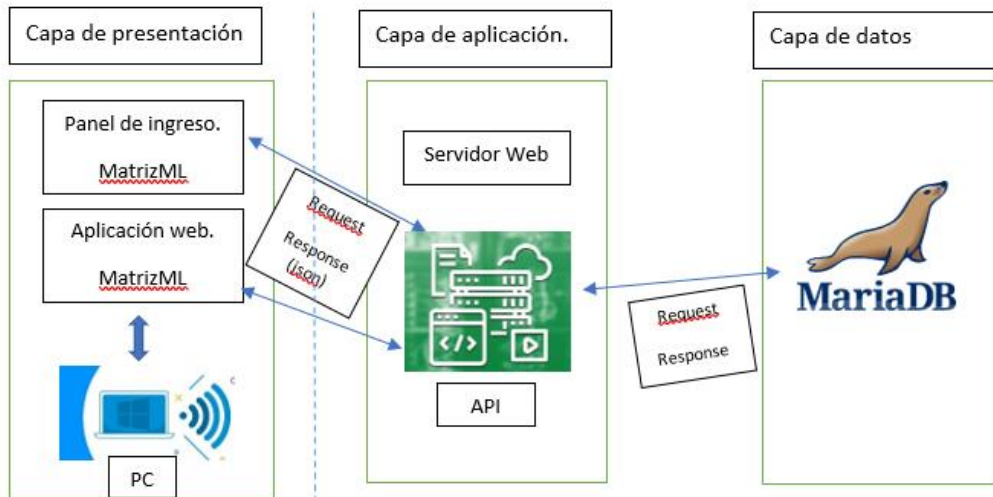 Capa de presentación
Capa de aplicación.
Capa de datos
Panel de ingreso.
MatrizML
Aplicación web.
MatrizML
PC
Request
Response
(json)
Servidor Web
</>
API
Request
Response
MariaDB